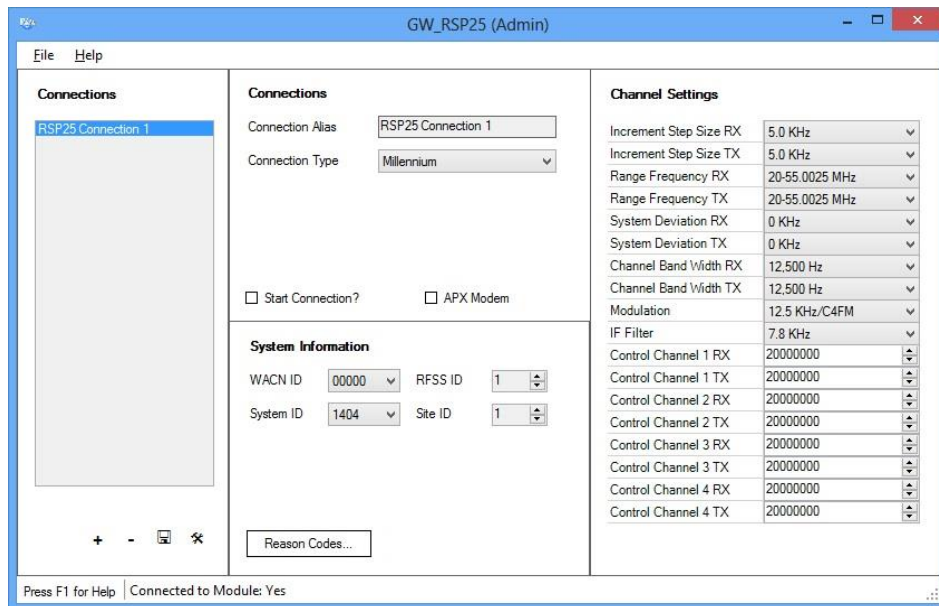 GW_RSP25 (Admin)
File Help
Connections
RSP25 Connection 1
+ -
Connections
Connection Alias RSP25 Connection 1
Connection Type Millennium
Start Connection? APX Modem
System Information
WACN ID 00000 RFSS ID 1
System ID 1404 Site ID 1
Reason Codes...
Channel Settings
Increment Step Size RX 5.0 KHz
Increment Step Size TX 5.0 KHz
Range Frequency RX 20-55.0025 MHz
Range Frequency TX 20-55.0025 MHz
System Deviation RX 0 KHz
System Deviation TX 0 KHz
Channel Band Width RX 12,500 Hz
Channel Band Width TX 12,500 Hz
Modulation 12.5 KHz/C4FM
IF Filter 7.8 KHz
Control Channel 1 RX 20000000
Control Channel 1 TX 20000000
Control Channel 2 RX 20000000
Control Channel 2 TX 20000000
Control Channel 3 RX 20000000
Control Channel 3 TX 20000000
Control Channel 4 RX 20000000
Control Channel 4 TX 20000000
Press F1 for Help Connected to Module: Yes